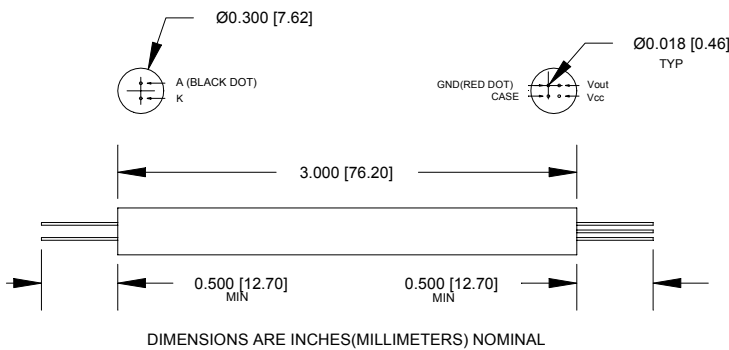 Ø0.300 [7.62]
Ø0.018 [0.46]
TYP
A (BLACK DOT)
K
GND(RED DOT)
Vout
CASE
Vcc
3.000 [76.20]
0.500 [12.70]
MIN
0.500 [12.70]
MIN
DIMENSIONS ARE INCHES(MILLIMETERS) NOMINAL